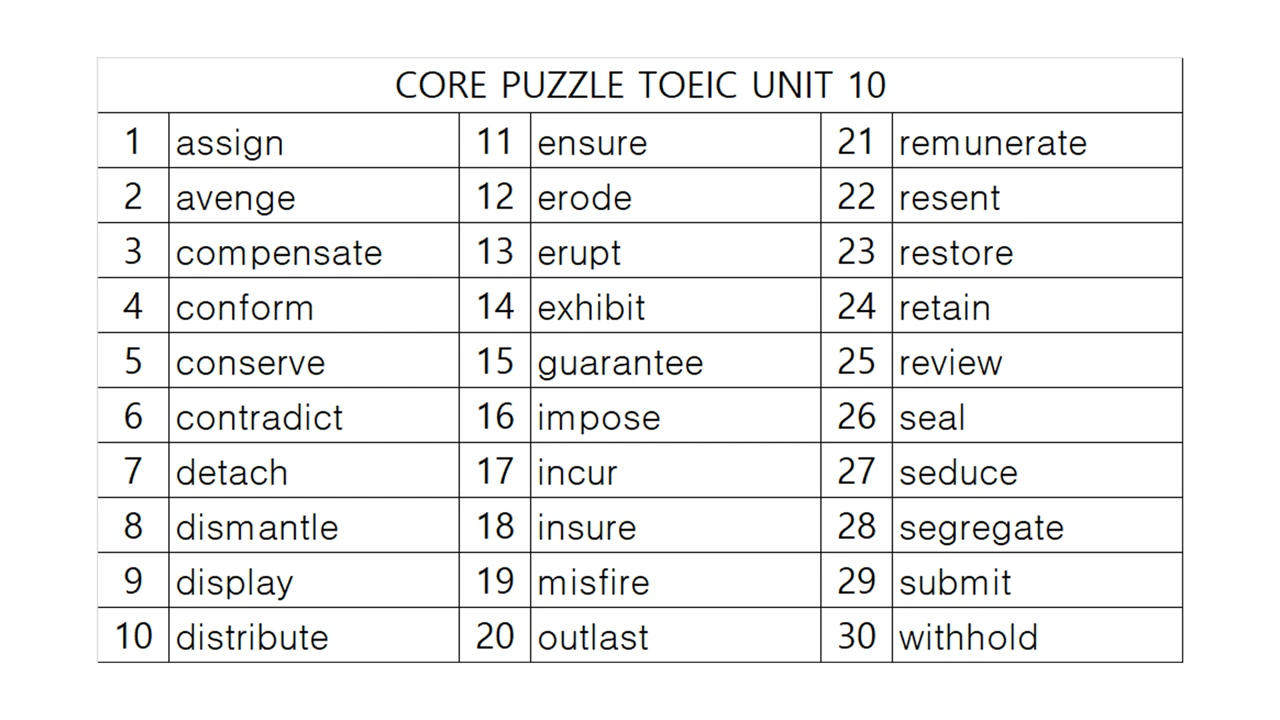 CORE PUZZLE TOEIC UNIT 10
1 assign 11 ensure 21 remunerate
2 avenge 12 erode 22 resent
3 compensate 13 erupt 23 restore
4 conform 14 exhibit 24 retain
5 conserve 15 guarantee 25 review
6 contradict 16 impose 26 seal
7 detach 17 incur 27 seduce
8 dismantle 18 insure 28 segregate
9 display 19 misfire 29 submit
10 distribute 20 outlast 30 withhold